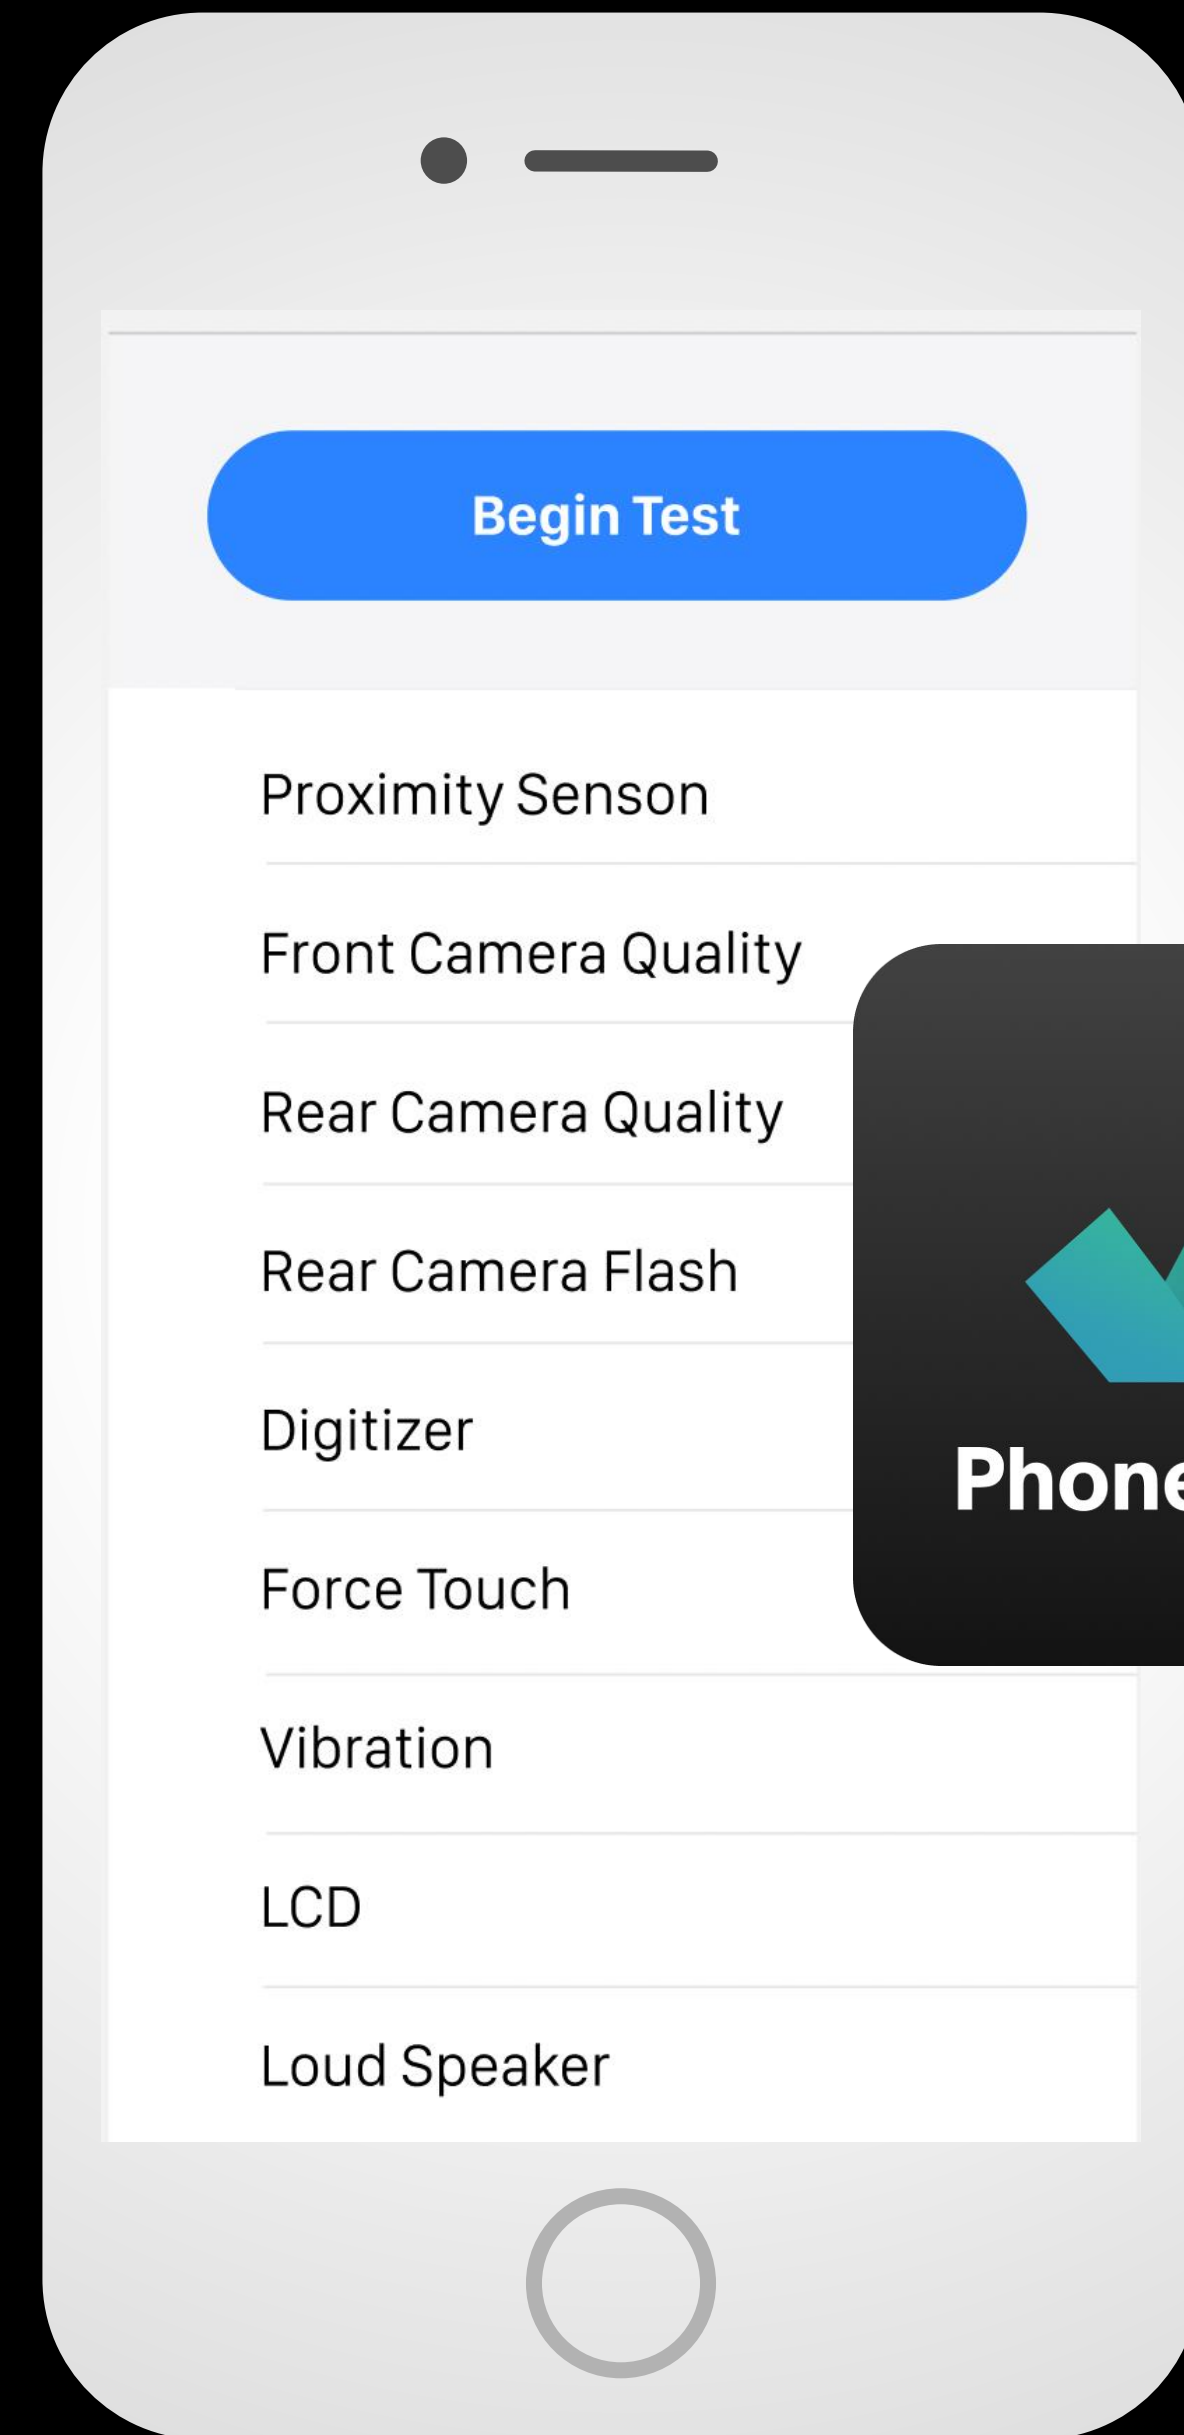 Begin Test
Proximity Senson
Front Camera Quality
Rear Camera Quality
Rear Camera Flash
Digitizer
Phone
Force Touch
Vibration
LCD
Loud Speaker